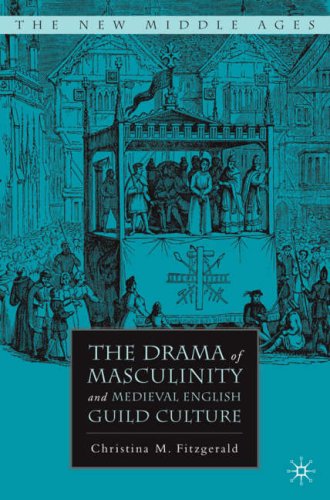 THE NEW MIDDLE AGES
THE DRAMA of
MASCULINITY
and MEDIEVAL ENGLISH
GUILD CULTURE
Christina M. Fitzgerald